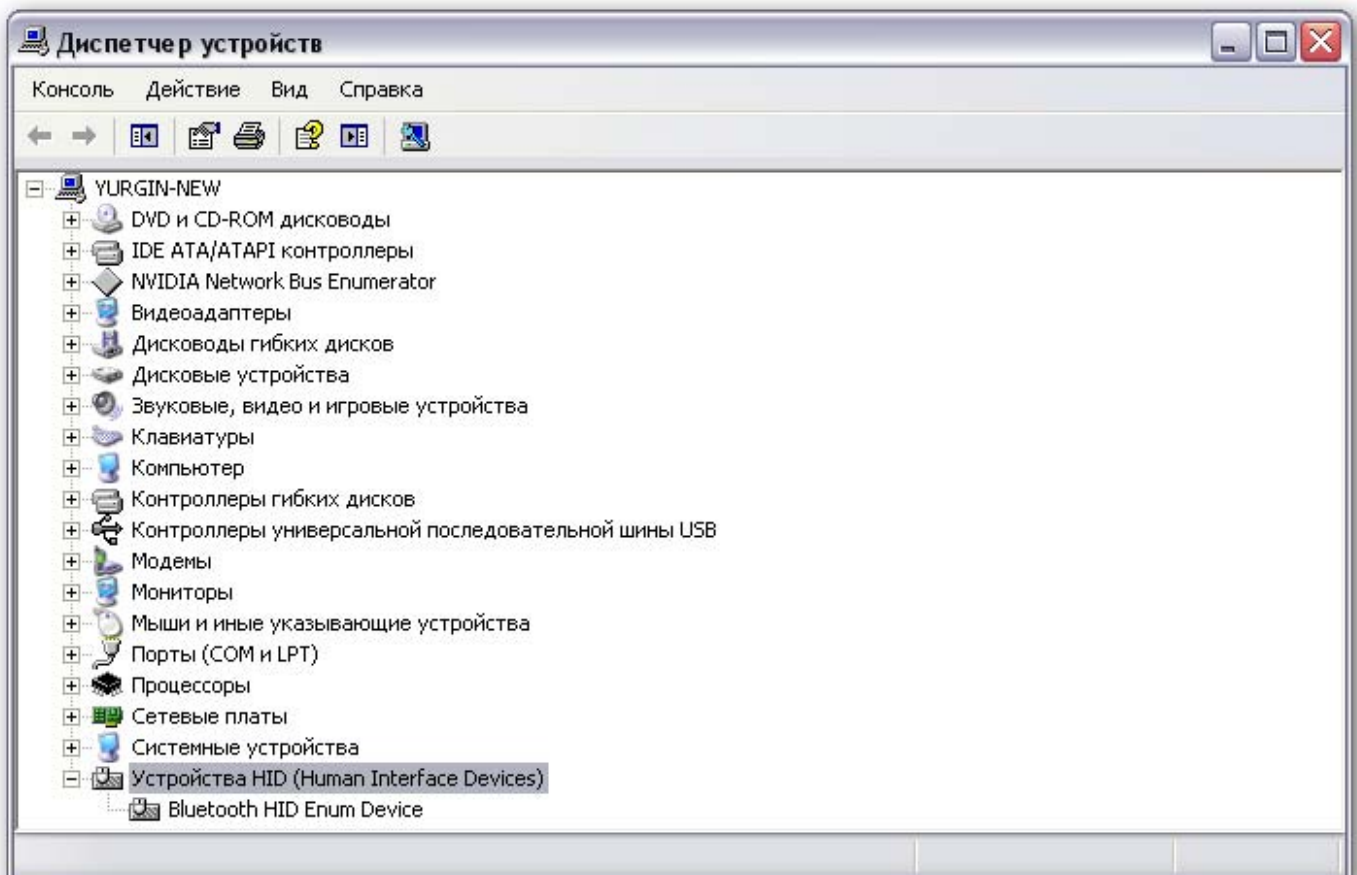 Диспетчер устройств
Консоль Действие Вид Справка
YURGIN-NEW
DVD и CD-ROM дисководы
IDE ATA/ATAPI контроллеры
NVIDIA Network Bus Enumerator
Видеоадаптеры
Дисководы гибких дисков
Дисковые устройства
Звуковые, видео и игровые устройства
Клавиатуры
Компьютер
Контроллеры гибких дисков
Контроллеры универсальной последовательной шины USB
Модемы
Мониторы
Мыши и иные указывающие устройства
Порты (COM и LPT)
Процессоры
Сетевые платы
Системные устройства
Устройства HID (Human Interface Devices)
Bluetooth HID Enum Device